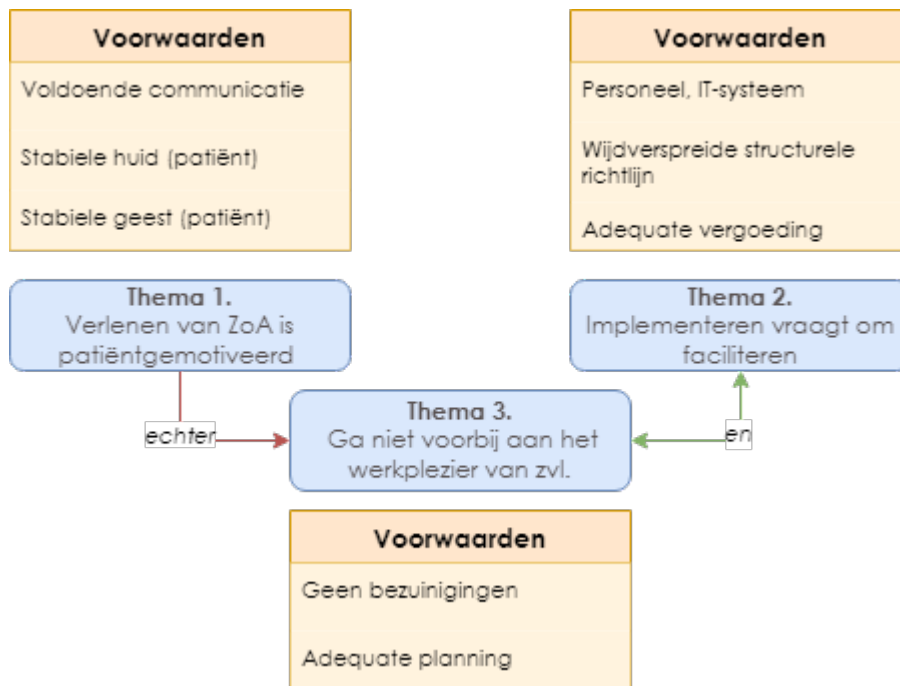 Voorwaarden
Voldoende communicatie
Stabiele huid (patiënt)
Stabiele geest (patiënt)
Voorwaarden
Personeel, IT-systeem
Wijdverspreide structurele
richtlijn
Adequate vergoeding
Thema 1.
Verlenen van ZoA is
patiëntgemotiveerd
Thema 2.
Implementeren vraagt om
faciliteren
echter
Thema 3.
Ga niet voorbij aan het
werkplezier van zvl.
en
Voorwaarden
Geen bezuinigingen
Adequate planning